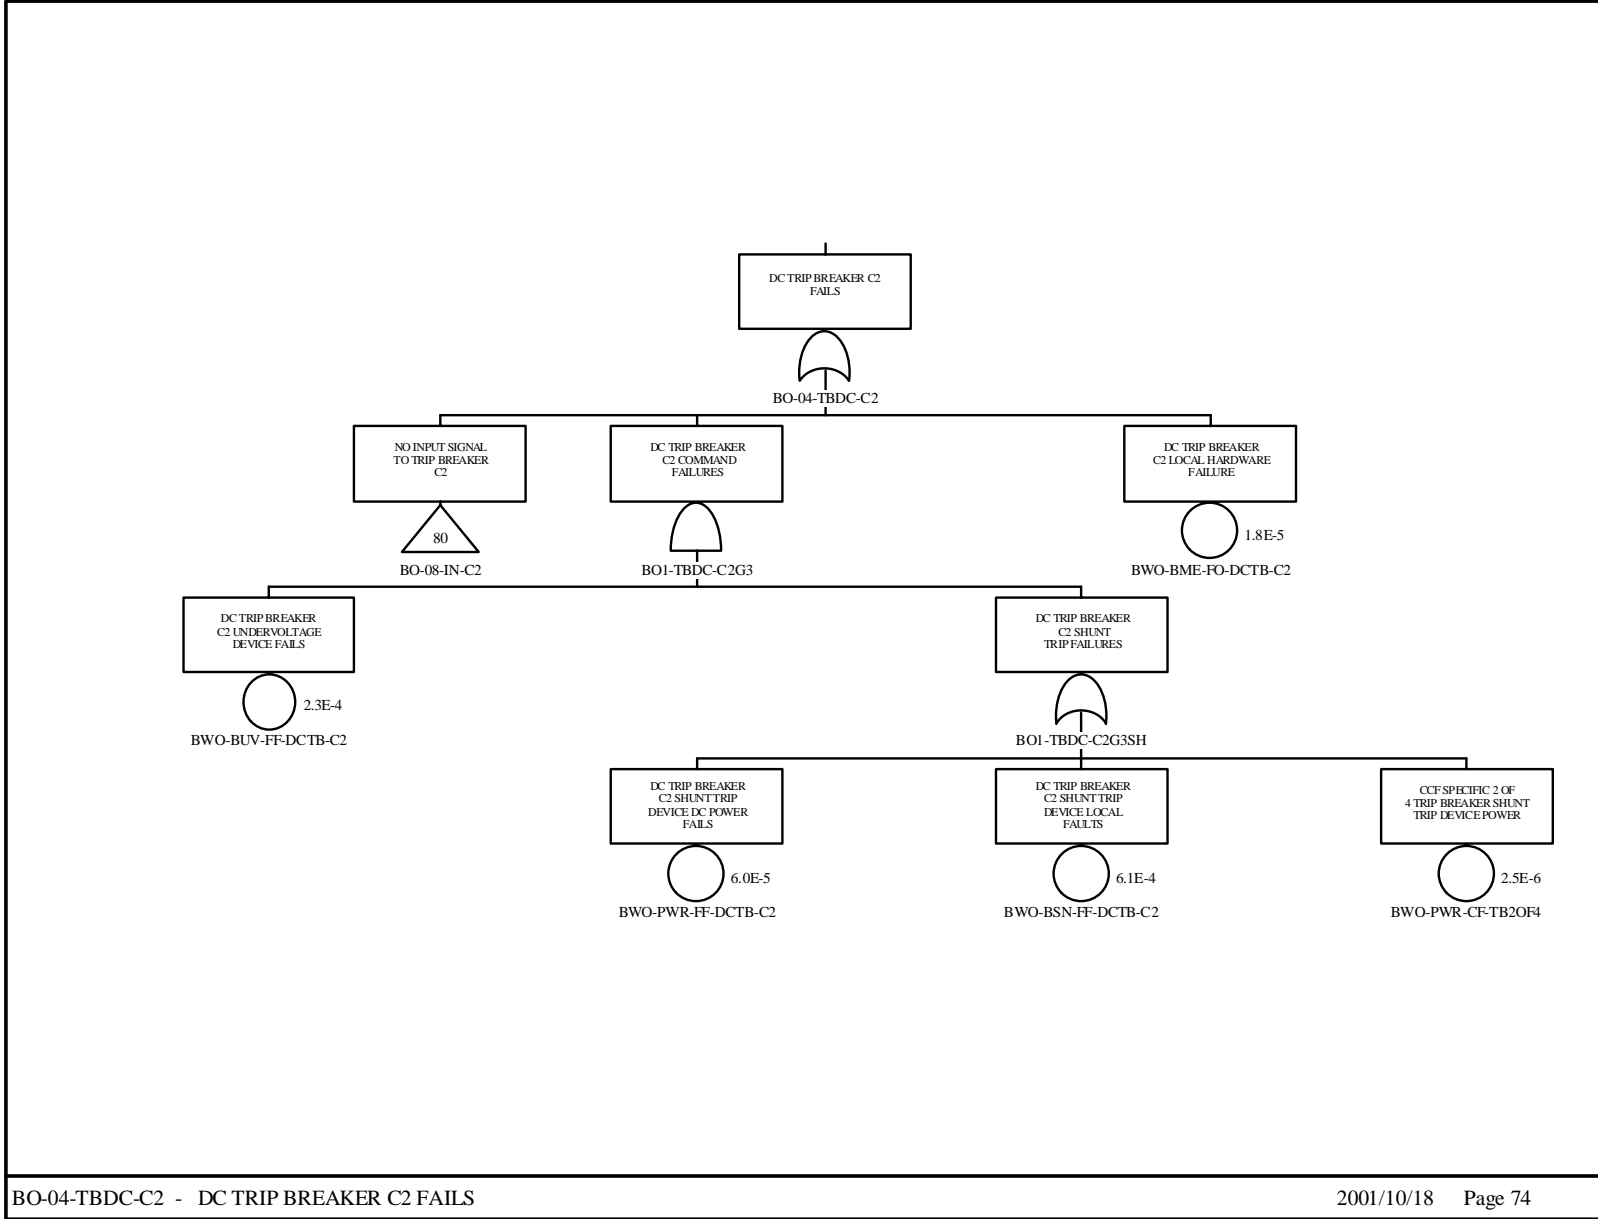 DC TRIP BREAKER C2
FAILS
BO-04-TBDC-C2
NO INPUT SIGNAL
TO TRIP BREAKER
C2
80
BO-08-IN-C2
DC TRIP BREAKER
C2 COMMAND
FAILURES
BO1-TBDC-C2G3
DC TRIP BREAKER
C2 LOCAL HARDWARE
FAILURE
1.8E-5
BWO-BME-FO-DCTB-C2
DC TRIP BREAKER
C2 UNDERVOLTAGE
DEVICE FAILS
2.3E-4
BWO-BUV-FF-DCTB-C2
DC TRIP BREAKER
C2 SHUNT
TRIP FAILURES
BO1-TBDC-C2G3SH
DC TRIP BREAKER
C2 SHUNT TRIP
DEVICE DC POWER
FAILS
6.0E-5
BWO-PWR-FF-DCTB-C2
DC TRIP BREAKER
C2 SHUNT TRIP
DEVICE LOCAL
FAULTS
6.1E-4
BWO-BSN-FF-DCTB-C2
CCF SPECIFIC 2 OF
4 TRIP BREAKER SHUNT
TRIP DEVICE POWER
2.5E-6
BWO-PWR-CF-TB2OF4
BO-04-TBDC-C2 - DC TRIP BREAKER C2 FAILS
2001/10/18 Page 74